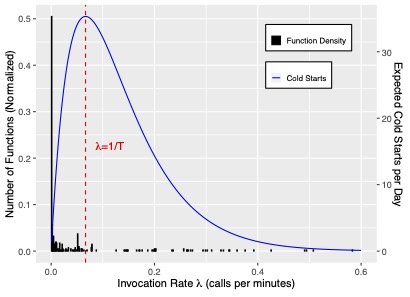 Number of Functions (Normalized)
0.5
0.4
0.3
0.2
0.1
0.0
Function Density
Cold Starts
λ=1/T
30
20
10
0
Expected Cold Starts per Day
0.0
0.2
0.4
0.6
Invocation Rate λ (calls per minutes)